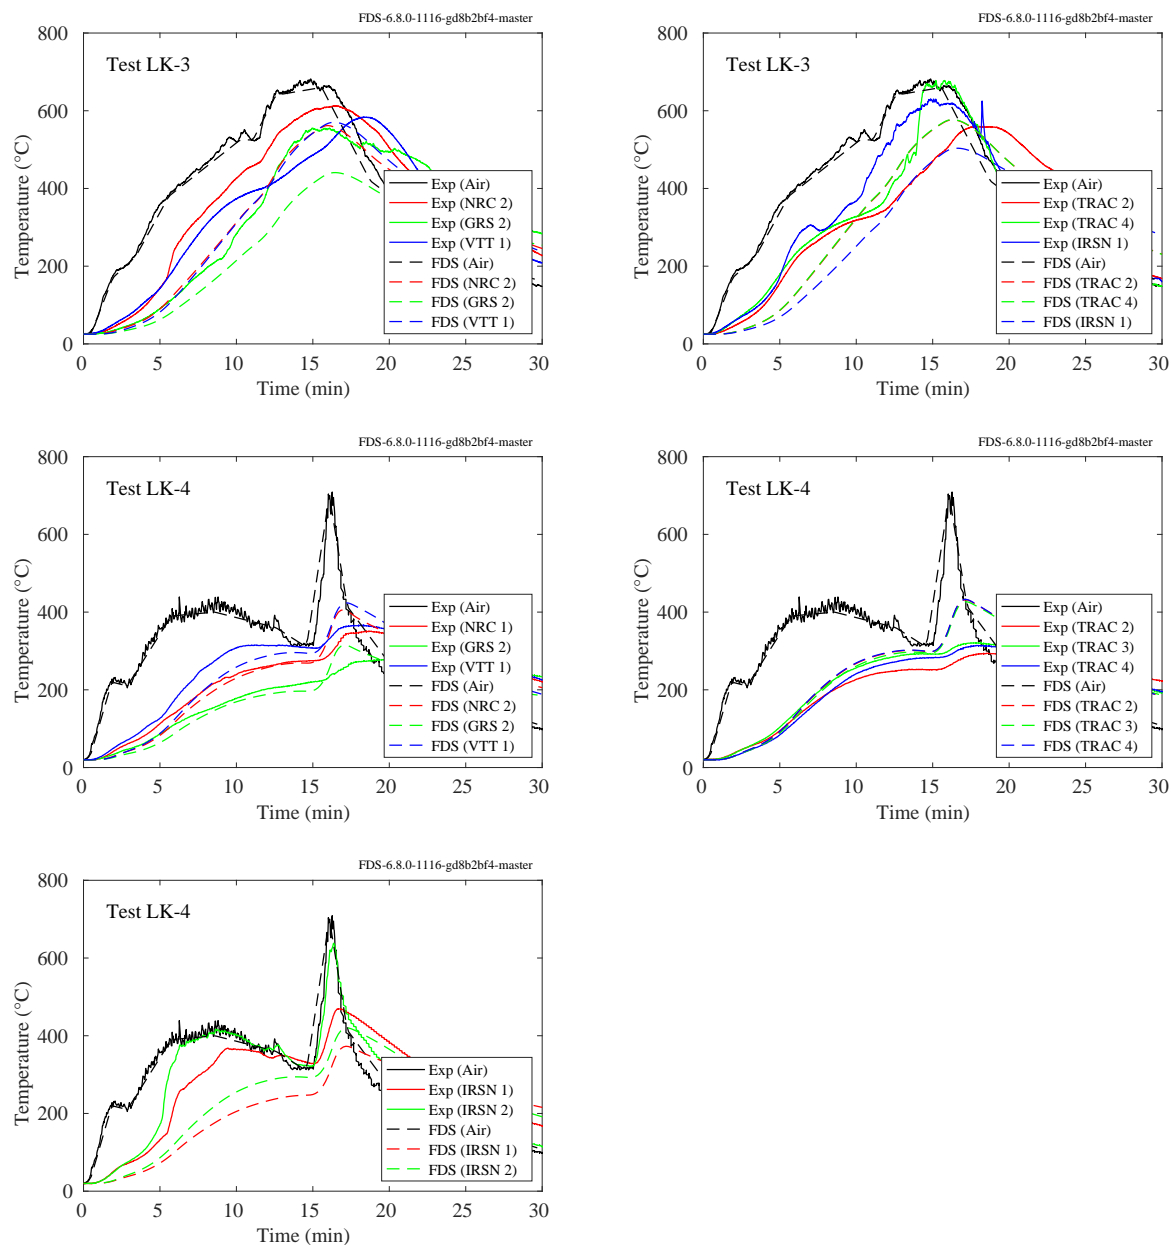 FDS-6.8.0-1116-gd8b2bf4-master
Test LK-3
Temperature (°C)
800
600
400
200
0
0 5 10 15 20 25 30
Time (min)
Exp (Air)
Exp (NRC 2)
Exp (GRS 2)
Exp (VTT 1)
FDS (Air)
FDS (NRC 2)
FDS (GRS 2)
FDS (VTT 1)
FDS-6.8.0-1116-gd8b2bf4-master
Test LK-3
Temperature (°C)
800
600
400
200
0
0 5 10 15 20 25 30
Time (min)
Exp (Air)
Exp (TRAC 2)
Exp (TRAC 4)
Exp (IRSN 1)
FDS (Air)
FDS (TRAC 2)
FDS (TRAC 4)
FDS (IRSN 1)
FDS-6.8.0-1116-gd8b2bf4-master
Test LK-4
Temperature (°C)
800
600
400
200
0
0 5 10 15 20 25 30
Time (min)
Exp (Air)
Exp (NRC 1)
Exp (GRS 2)
Exp (VTT 1)
FDS (Air)
FDS (NRC 2)
FDS (GRS 2)
FDS (VTT 1)
FDS-6.8.0-1116-gd8b2bf4-master
Test LK-4
Temperature (°C)
800
600
400
200
0
0 5 10 15 20 25 30
Time (min)
Exp (Air)
Exp (TRAC 2)
Exp (TRAC 3)
Exp (TRAC 4)
FDS (Air)
FDS (TRAC 2)
FDS (TRAC 3)
FDS (TRAC 4)
FDS-6.8.0-1116-gd8b2bf4-master
Test LK-4
Temperature (°C)
800
600
400
200
0
0 5 10 15 20 25 30
Time (min)
Exp (Air)
Exp (IRSN 1)
Exp (IRSN 2)
FDS (Air)
FDS (IRSN 1)
FDS (IRSN 2)